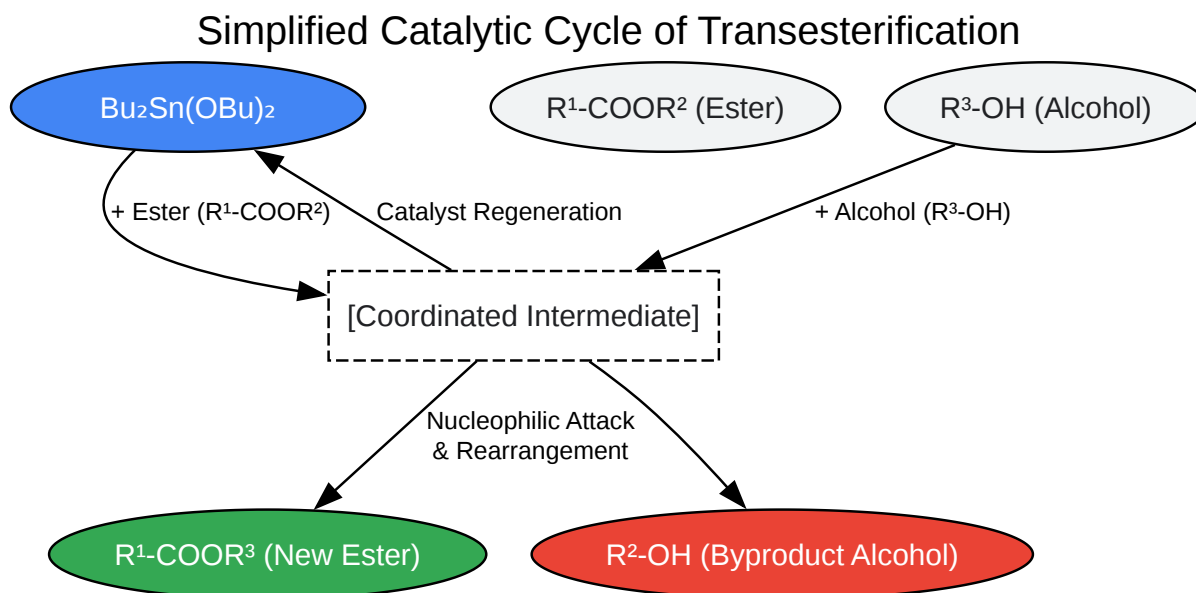 Simplified Catalytic Cycle of Transesterification
Bu₂Sn(OBu)₂
R¹-COOR² (Ester)
R³-OH (Alcohol)
+ Ester (R¹-COOR²)
Catalyst Regeneration
+ Alcohol (R³-OH)
[Coordinated Intermediate]
Nucleophilic Attack
& Rearrangement
R¹-COOR³ (New Ester)
R²-OH (Byproduct Alcohol)